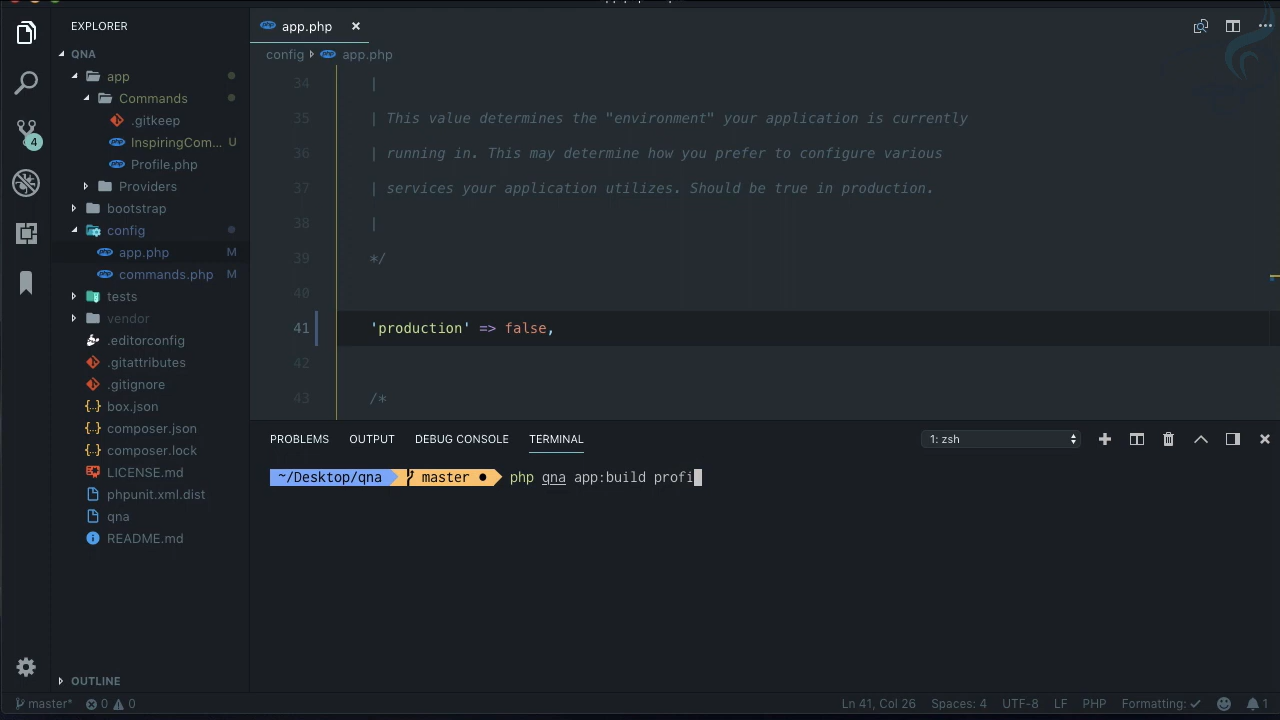 EXPLORER
QNA
app
Commands
.gitkeep
InspiringCom... U
Profile.php
Providers
bootstrap
config
app.php M
commands.php M
tests
vendor
.editorconfig
.gitattributes
.gitignore
box.json
composer.json
composer.lock
LICENSE.md
phpunit.xml.dist
qna
README.md
OUTLINE
4
app.php
config app.php
34 |
35 | This value determines the "environment" your application is currently
36 | running in. This may determine how you prefer to configure various
37 | services your application utilizes. Should be true in production.
38 |
39 */
40
41 'production' => false,
42
43 /*
PROBLEMS OUTPUT DEBUG CONSOLE TERMINAL 1: zsh
~/Desktop/qna master ● php qna app:build profi
master* 0 0 Ln 41, Col 26 Spaces: 4 UTF-8 LF PHP Formatting: ✓ 1